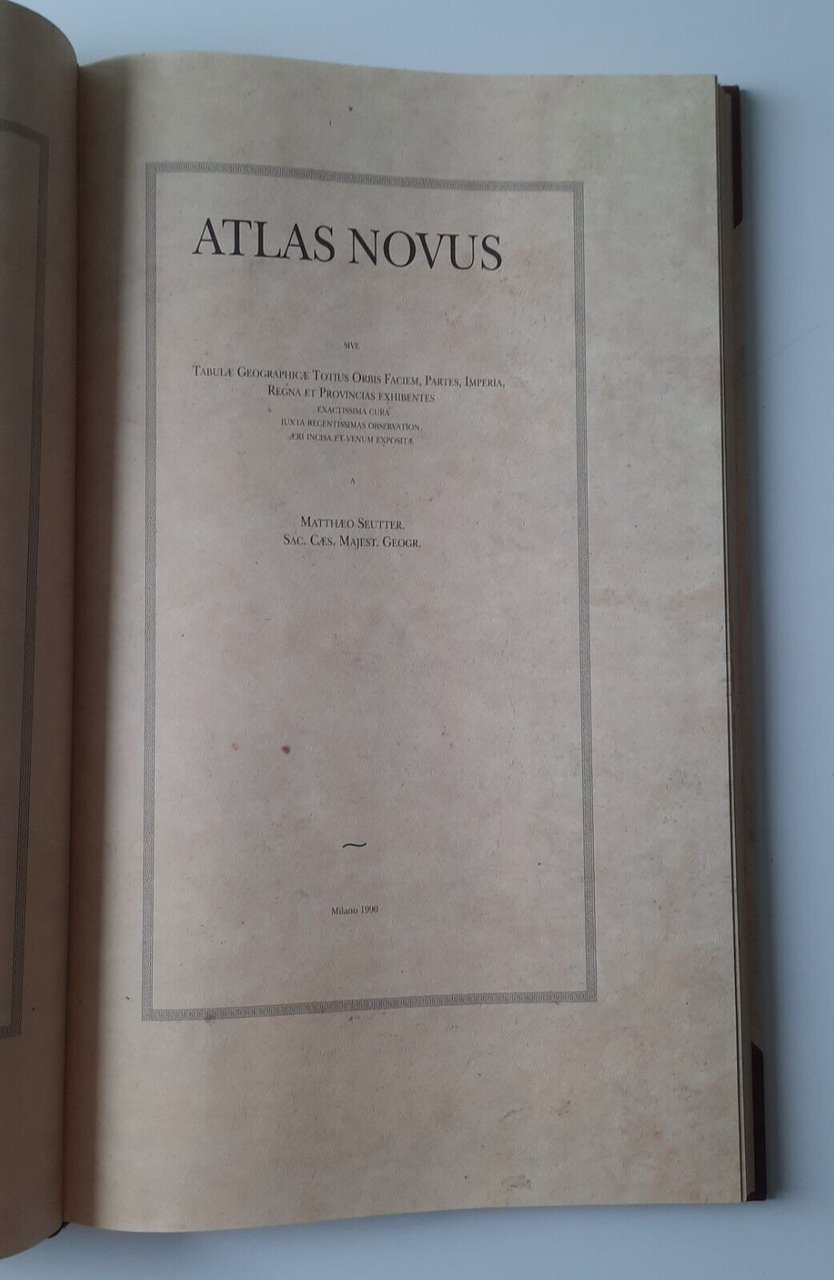 ATLAS NOVUS
SIVE
TABULÆ GEOGRAPHICÆ TOTIUS ORBIS FACIEM, PARTES, IMPERIA,
REGNA ET PROVINCIAS EXHIBENTES
EXACTISSIMA CURA
IUXTA RECENTISSIMAS OBSERVATION.
ÆRI INCISA ET VENUM EXPOSITÆ
A
MATTHÆO SEUTTER.
SAC. CÆS. MAJEST. GEOGR.
~
Milano 1990